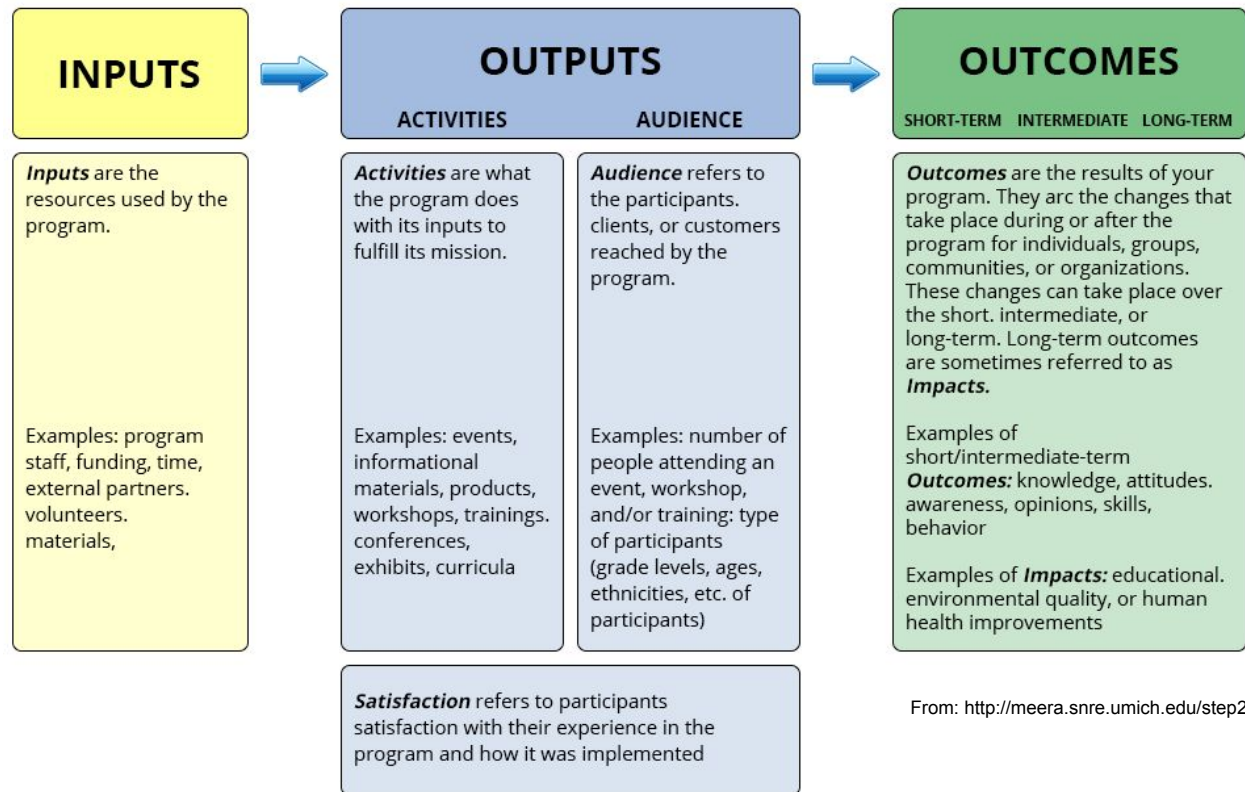 INPUTS
OUTPUTS
ACTIVITIES
AUDIENCE
OUTCOMES
SHORT-TERM INTERMEDIATE LONG-TERM
Inputs are the
resources used by the
program.
Examples: program
staff, funding, time,
external partners.
volunteers.
materials,
Activities are what
the program does
with its inputs to
fulfill its mission.
Examples: events,
informational
materials, products,
workshops, trainings.
conferences,
exhibits, curricula
Audience refers to
the participants.
clients, or customers
reached by the
program.
Examples: number of
people attending an
event, workshop,
and/or training: type
of participants
(grade levels, ages,
ethnicities, etc. of
participants)
Satisfaction refers to participants
satisfaction with their experience in the
program and how it was implemented
Outcomes are the results of your
program. They arc the changes that
take place during or after the
program for individuals, groups,
communities, or organizations.
These changes can take place over
the short. intermediate, or
long-term. Long-term outcomes
are sometimes referred to as
Impacts.
Examples of
short/intermediate-term
Outcomes: knowledge, attitudes.
awareness, opinions, skills,
behavior
Examples of Impacts: educational.
environmental quality, or human
health improvements
From: http://meera.snre.umich.edu/step2